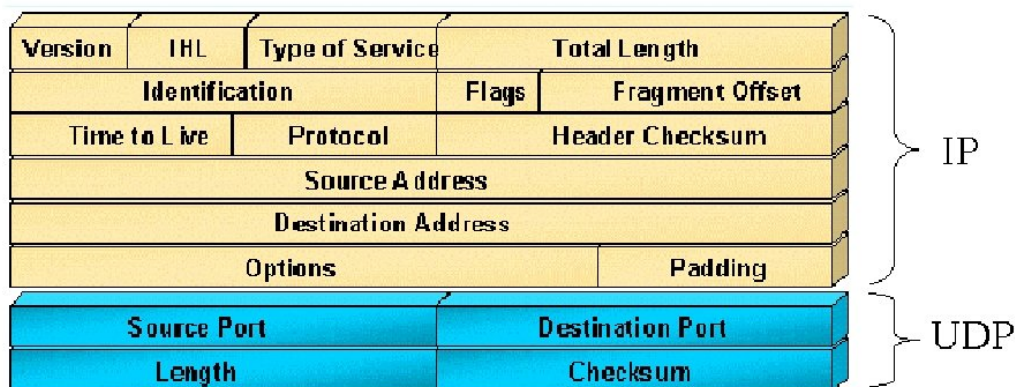 Version IHL Type of Service Total Length
Identification Flags Fragment Offset
Time to Live Protocol Header Checksum
IP
Source Address
Destination Address
Options Padding
Source Port Destination Port
UDP
Length Checksum